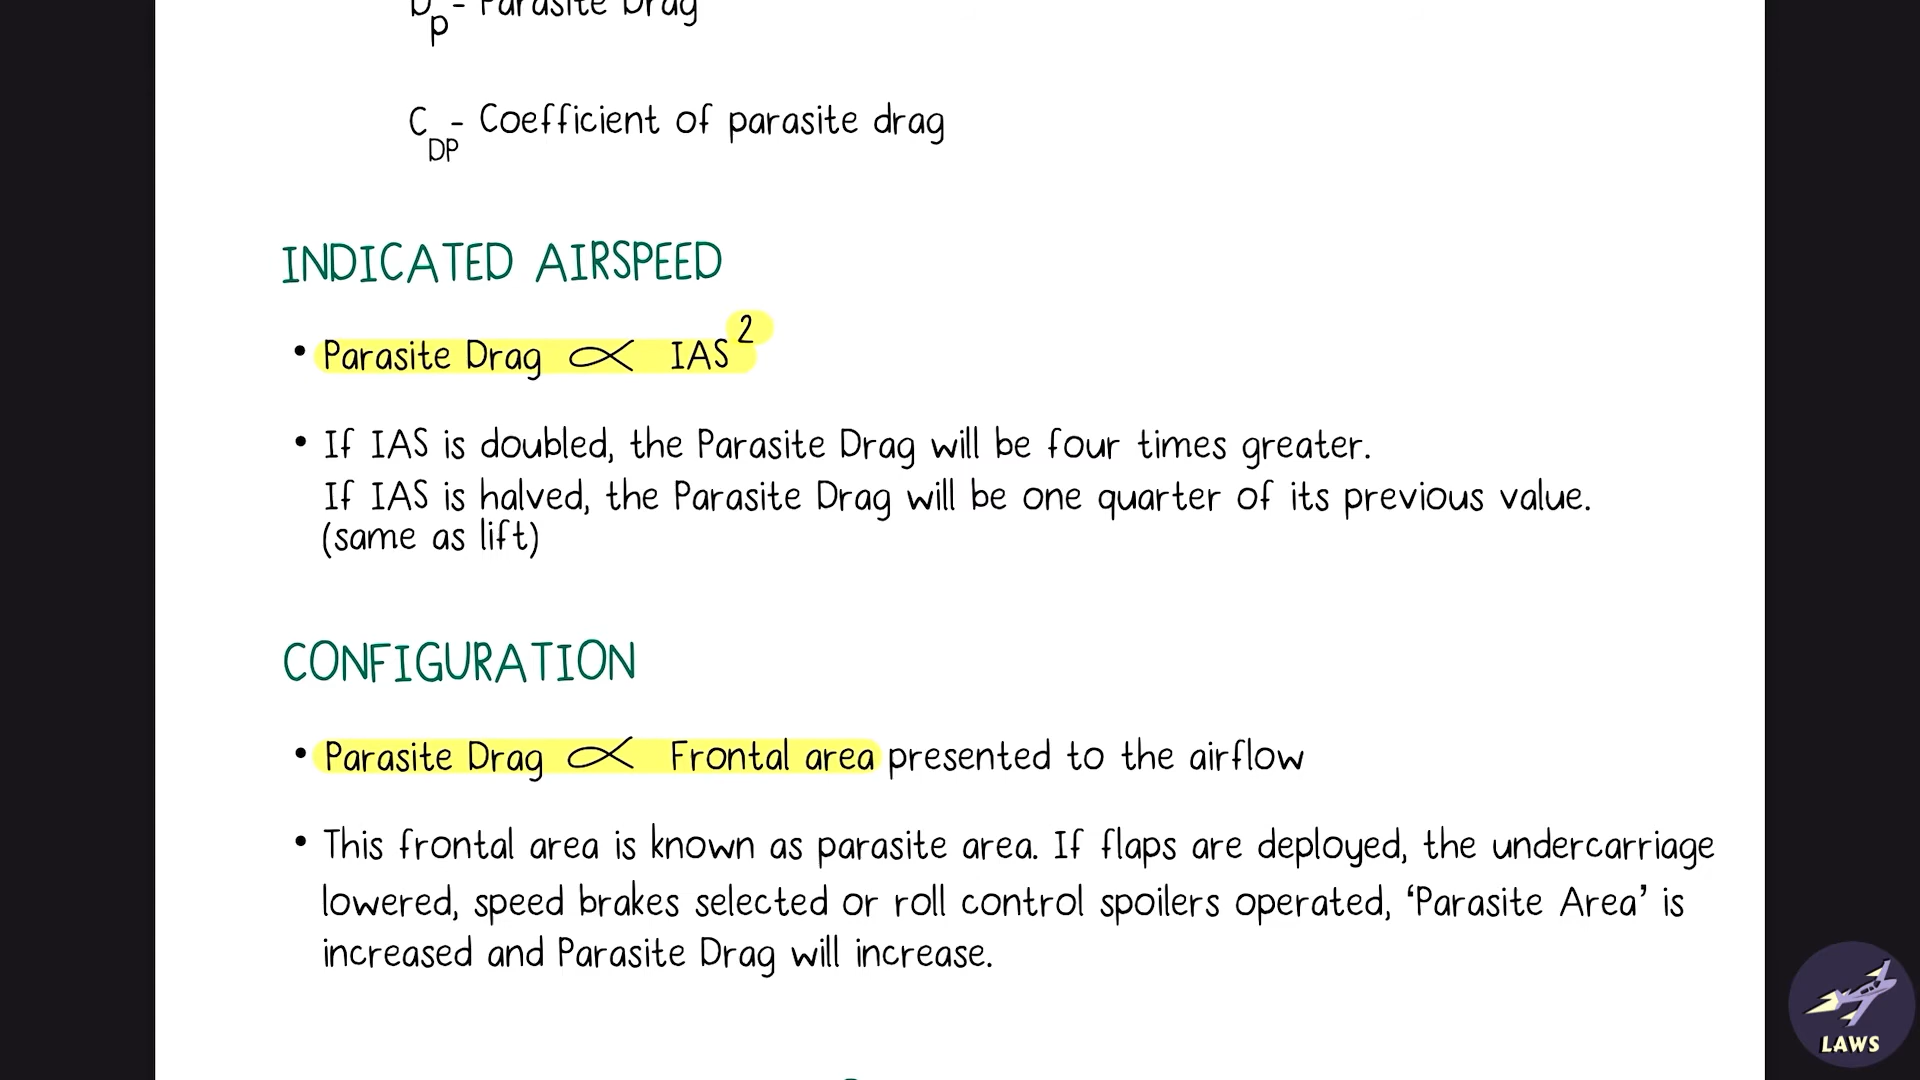 Dp - Parasite Drag
CDP - Coefficient of parasite drag
INDICATED AIRSPEED
• Parasite Drag ∝ IAS²
• If IAS is doubled, the Parasite Drag will be four times greater.
If IAS is halved, the Parasite Drag will be one quarter of its previous value.
(same as lift)
CONFIGURATION
• Parasite Drag ∝ Frontal area presented to the airflow
• This frontal area is known as parasite area. If flaps are deployed, the undercarriage
lowered, speed brakes selected or roll control spoilers operated, ‘Parasite Area’ is
increased and Parasite Drag will increase.
LAWS